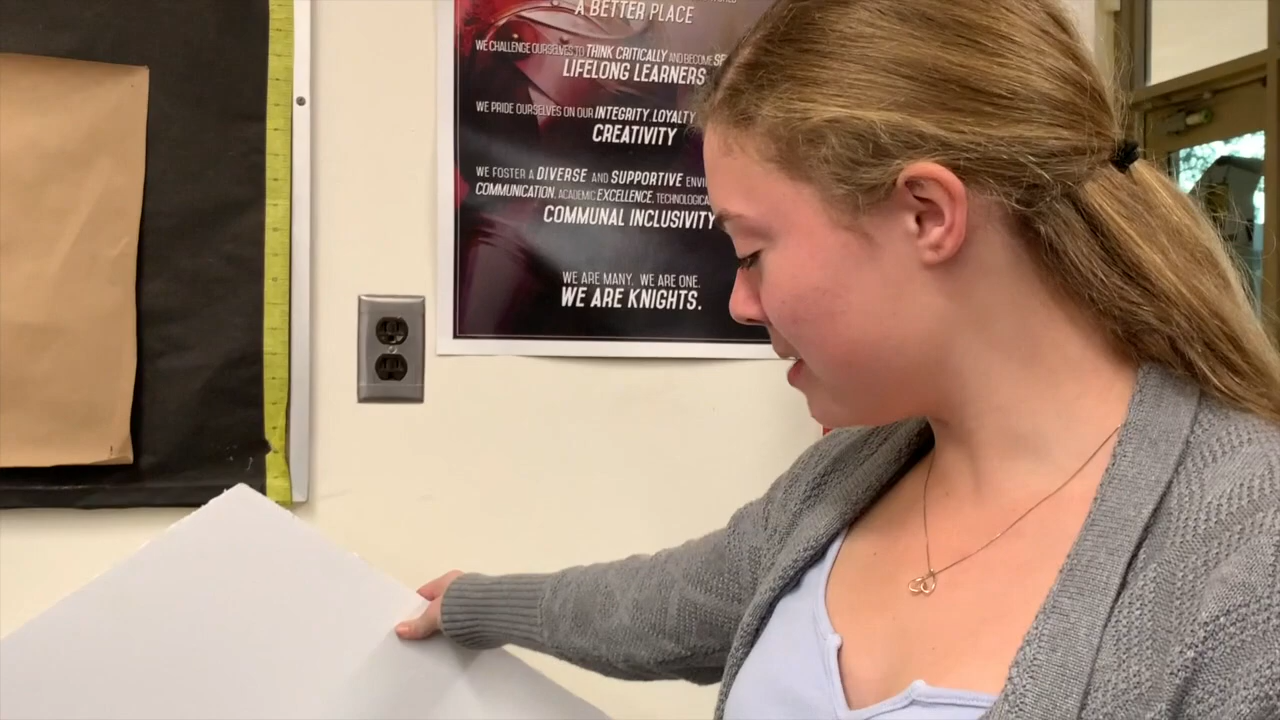 A BETTER PLACE
WE CHALLENGE OURSELVES TO THINK CRITICALLY AND BECOME
LIFELONG LEARNERS
WE PRIDE OURSELVES ON OUR INTEGRITY, LOYALTY
CREATIVITY
WE FOSTER A DIVERSE AND SUPPORTIVE
COMMUNICATION, ACADEMIC EXCELLENCE,
COMMUNAL INCLUSIVITY
WE ARE MANY. WE ARE ONE.
WE ARE KNIGHTS.